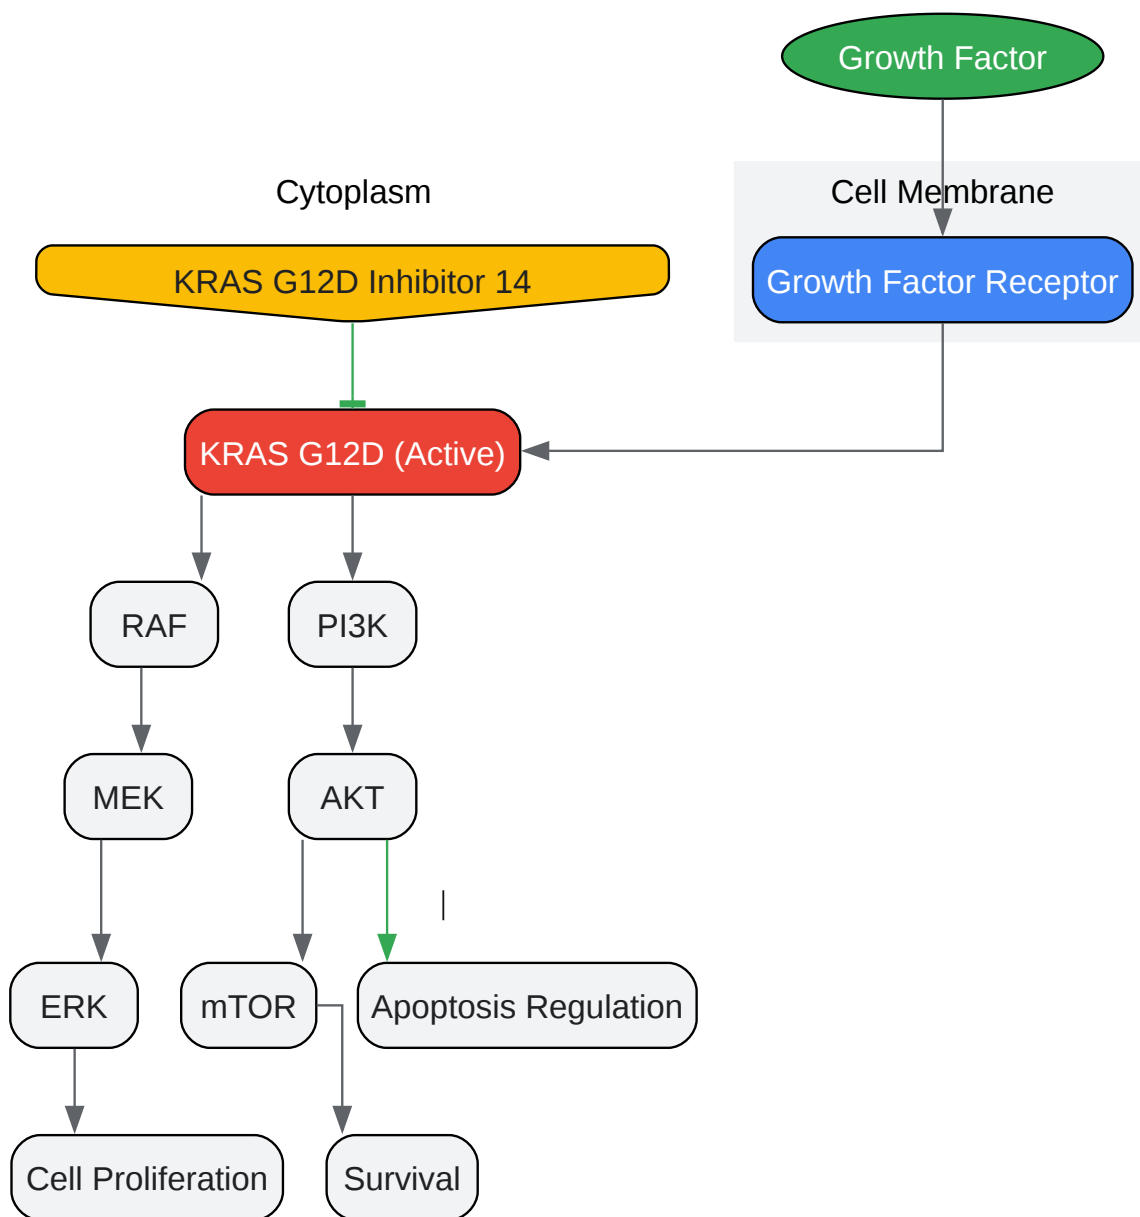 Growth Factor
Cytoplasm
Cell Membrane
KRAS G12D Inhibitor 14
Growth Factor Receptor
KRAS G12D (Active)
RAF
PI3K
MEK
AKT
|
ERK
mTOR
Apoptosis Regulation
Cell Proliferation
Survival